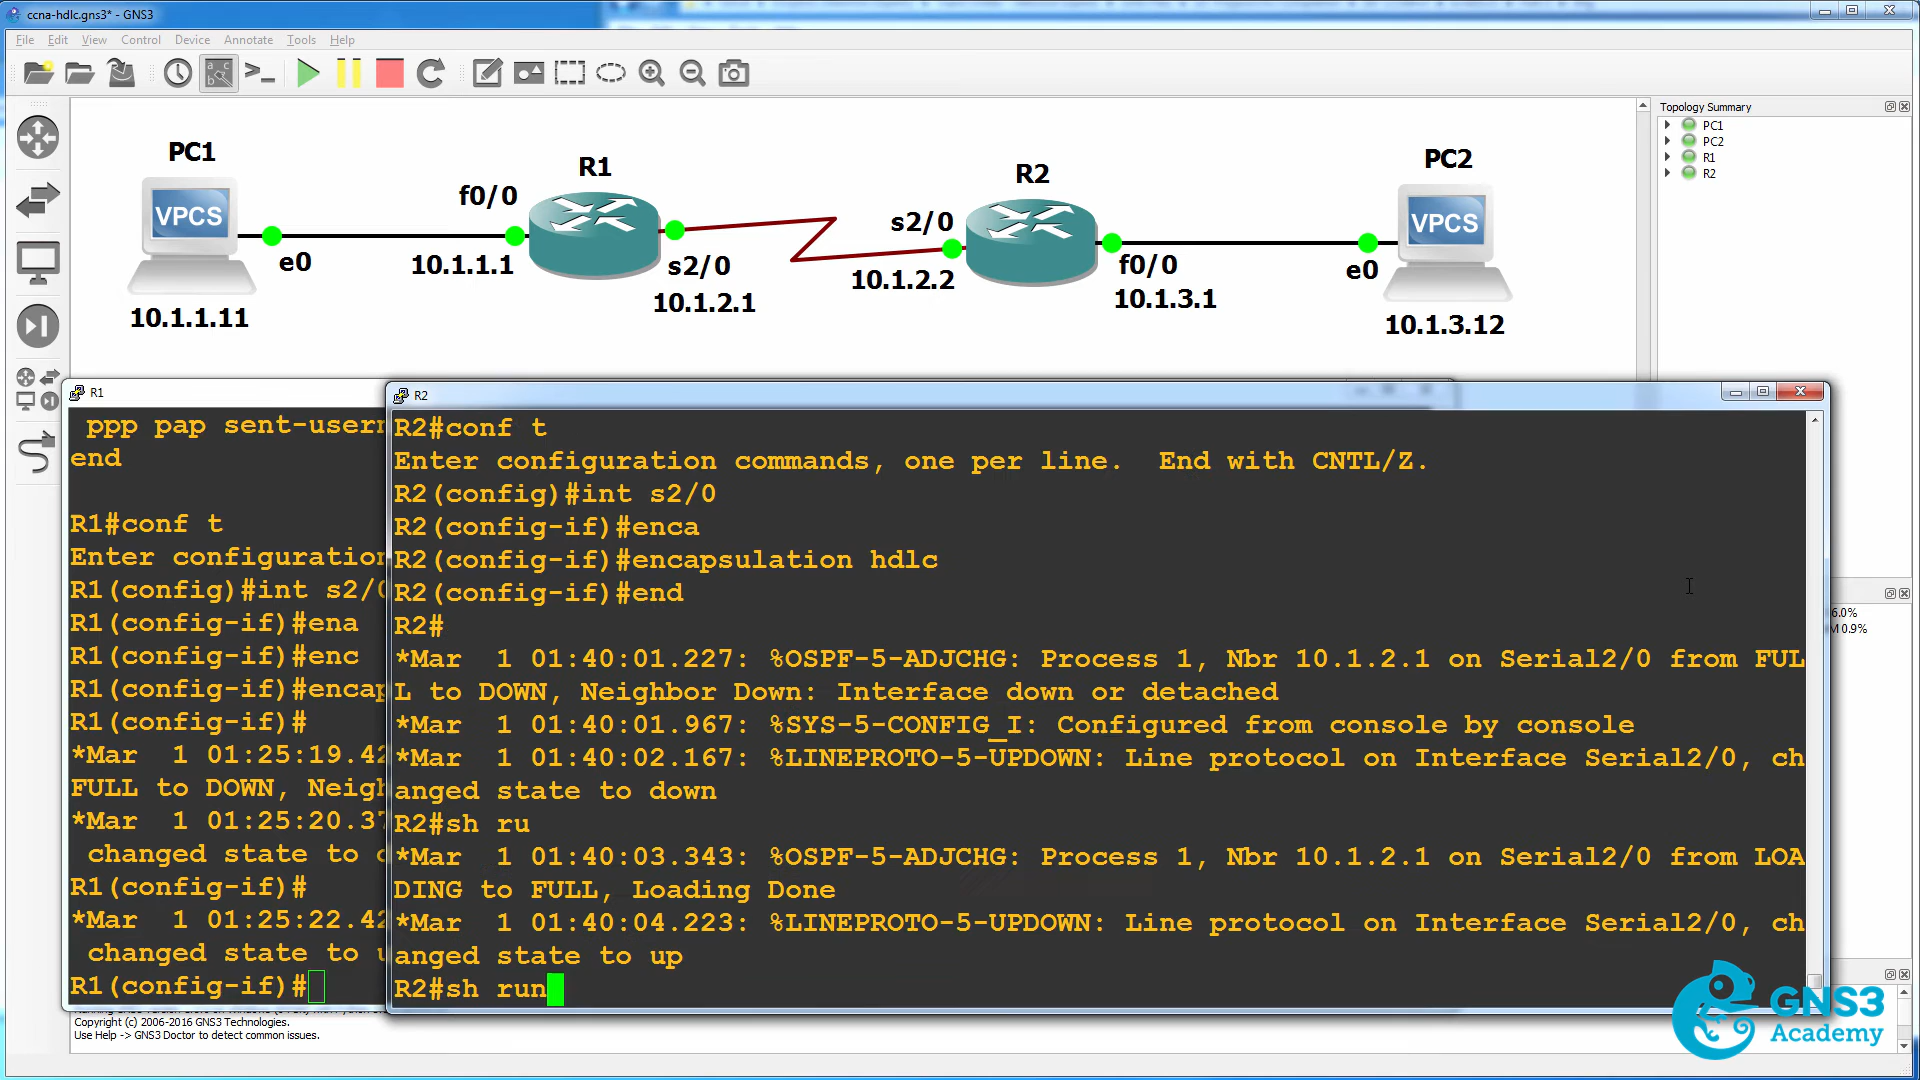 ccna-hdlc.gns3* - GNS3
File Edit View Control Device Annotate Tools Help
Topology Summary
PC1
PC2
R1
R2
PC1
R1
R2
PC2
VPCS
f0/0
s2/0
VPCS
e0
10.1.1.1
s2/0
10.1.2.2
f0/0
e0
10.1.1.11
10.1.2.1
10.1.3.1
10.1.3.12
R1
ppp pap sent-usern
end
R1#conf t
Enter configuration
R1(config)#int s2/0
R1(config-if)#ena
R1(config-if)#enc
R1(config-if)#encap
R1(config-if)#
*Mar  1 01:25:19.42
FULL to DOWN, Neigh
*Mar  1 01:25:20.37
changed state to
R1(config-if)#
*Mar  1 01:25:22.42
changed state to u
R1(config-if)#
R2
R2#conf t
Enter configuration commands, one per line.  End with CNTL/Z.
R2(config)#int s2/0
R2(config-if)#enca
R2(config-if)#encapsulation hdlc
R2(config-if)#end
R2#
*Mar  1 01:40:01.227: %OSPF-5-ADJCHG: Process 1, Nbr 10.1.2.1 on Serial2/0 from FUL
L to DOWN, Neighbor Down: Interface down or detached
*Mar  1 01:40:01.967: %SYS-5-CONFIG_I: Configured from console by console
*Mar  1 01:40:02.167: %LINEPROTO-5-UPDOWN: Line protocol on Interface Serial2/0, ch
anged state to down
R2#sh ru
*Mar  1 01:40:03.343: %OSPF-5-ADJCHG: Process 1, Nbr 10.1.2.1 on Serial2/0 from LOA
DING to FULL, Loading Done
*Mar  1 01:40:04.223: %LINEPROTO-5-UPDOWN: Line protocol on Interface Serial2/0, ch
anged state to up
R2#sh run
6.0%
M 0.9%
Copyright (c) 2006-2016 GNS3 Technologies.
Use Help -> GNS3 Doctor to detect common issues.
GNS3
Academy